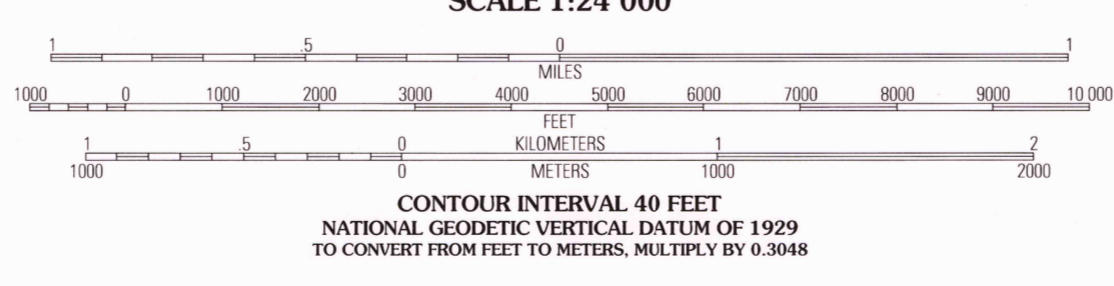 SCALE 1:24 000
1 .5 0 1
MILES
1000 0 1000 2000 3000 4000 5000 6000 7000 8000 9000 10 000
FEET
1 .5 0 KILOMETERS 1 2
1000 0 METERS 1000 2000
CONTOUR INTERVAL 40 FEET
NATIONAL GEODETIC VERTICAL DATUM OF 1929
TO CONVERT FROM FEET TO METERS, MULTIPLY BY 0.3048